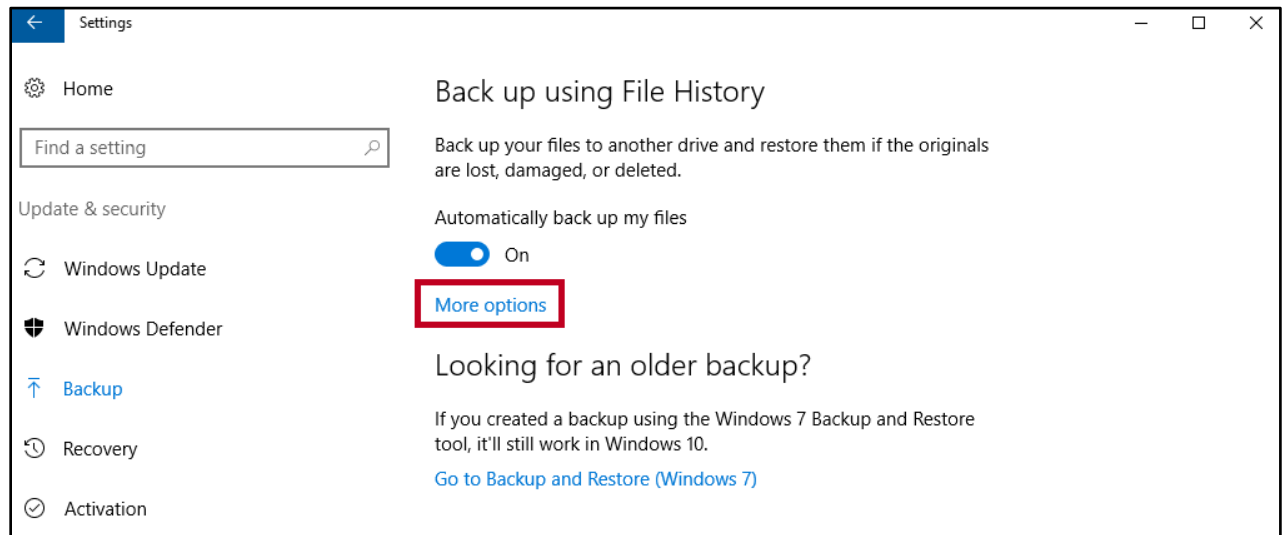 Settings
Home
Find a setting
Update & security
Windows Update
Windows Defender
Backup
Recovery
Activation
Back up using File History
Back up your files to another drive and restore them if the originals
are lost, damaged, or deleted.
Automatically back up my files
On
More options
Looking for an older backup?
If you created a backup using the Windows 7 Backup and Restore
tool, it'll still work in Windows 10.
Go to Backup and Restore (Windows 7)